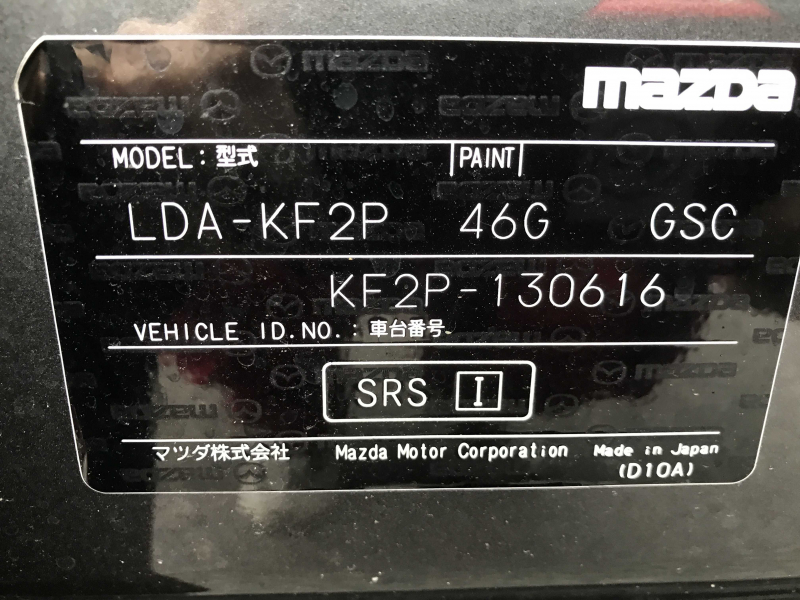 mazda
MODEL : 型式 PAINT
LDA-KF2P 46G GSC
KF2P-130616
VEHICLE ID.NO. : 車台番号
SRS I
マツダ株式会社 Mazda Motor Corporation Made in Japan
(D10A)